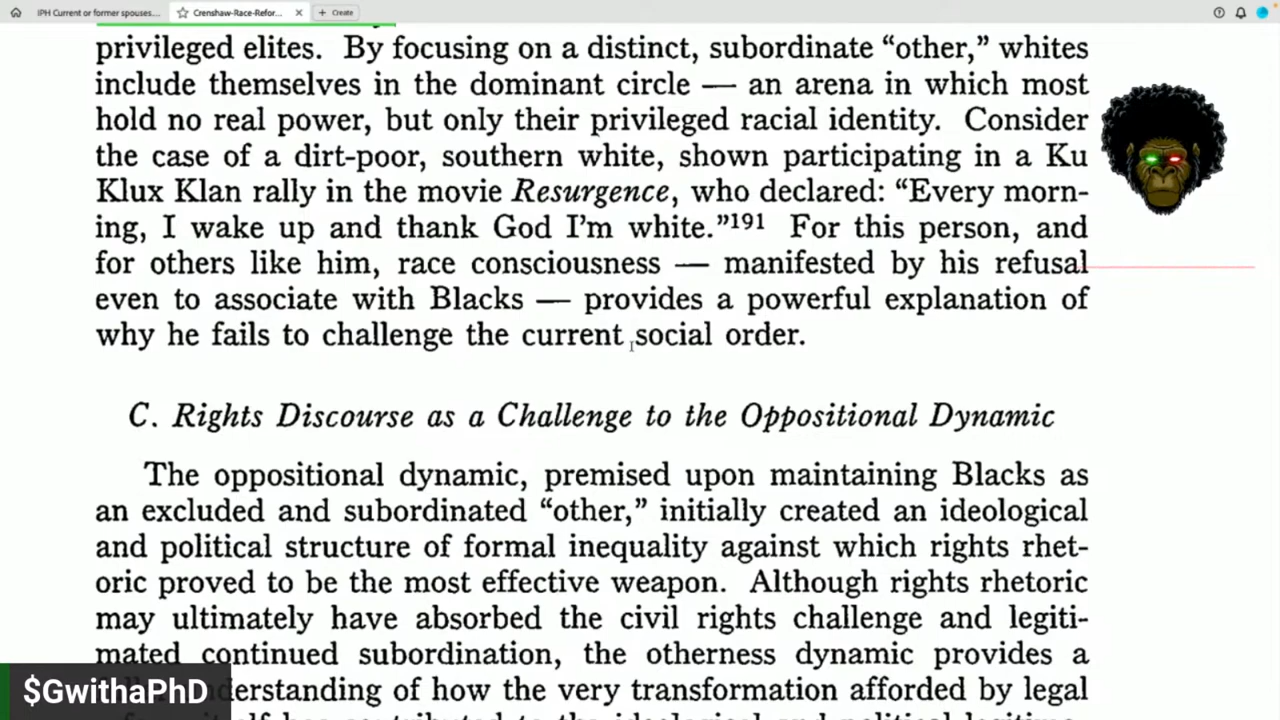 IPH Current or former spouses....
Crenshaw-Race-Refor...
Create
privileged elites. By focusing on a distinct, subordinate “other,” whites
include themselves in the dominant circle — an arena in which most
hold no real power, but only their privileged racial identity. Consider
the case of a dirt-poor, southern white, shown participating in a Ku
Klux Klan rally in the movie Resurgence, who declared: “Every morn-
ing, I wake up and thank God I’m white.”191 For this person, and
for others like him, race consciousness — manifested by his refusal
even to associate with Blacks — provides a powerful explanation of
why he fails to challenge the current social order.
C. Rights Discourse as a Challenge to the Oppositional Dynamic
The oppositional dynamic, premised upon maintaining Blacks as
an excluded and subordinated “other,” initially created an ideological
and political structure of formal inequality against which rights rhet-
oric proved to be the most effective weapon. Although rights rhetoric
may ultimately have absorbed the civil rights challenge and legiti-
mated continued subordination, the otherness dynamic provides a
$GwithaPhD
of how the very transformation afforded by legal